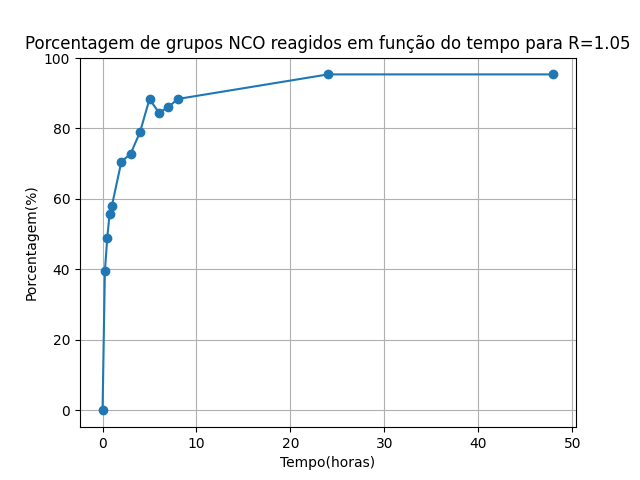 Porcentagem de grupos NCO reagidos em função do tempo para R=1.05
100
80
60
40
20
0
Porcentagem(%)
0 10 20 30 40 50
Tempo(horas)